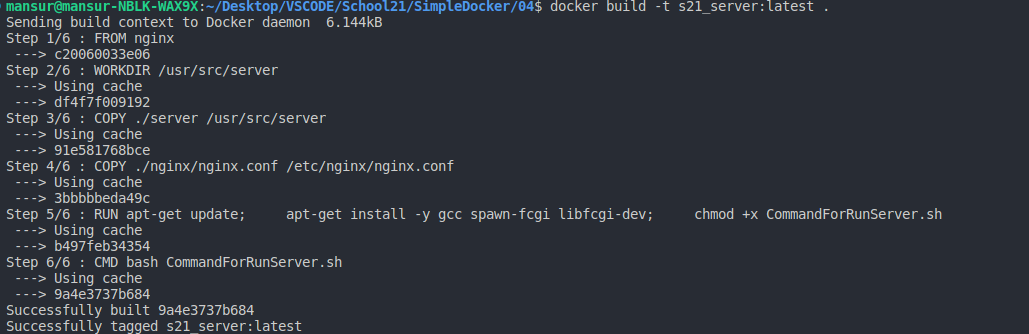 mansur@mansur-NBLK-WAX9X:~/Desktop/VSCODE/School21/SimpleDocker/04$ docker build -t s21_server:latest .
Sending build context to Docker daemon  6.144kB
Step 1/6 : FROM nginx
 ---> c20060033e06
Step 2/6 : WORKDIR /usr/src/server
 ---> Using cache
 ---> df4f7f009192
Step 3/6 : COPY ./server /usr/src/server
 ---> Using cache
 ---> 91e581768bce
Step 4/6 : COPY ./nginx/nginx.conf /etc/nginx/nginx.conf
 ---> Using cache
 ---> 3bbbbbeda49c
Step 5/6 : RUN apt-get update;     apt-get install -y gcc spawn-fcgi libfcgi-dev;     chmod +x CommandForRunServer.sh
 ---> Using cache
 ---> b497feb34354
Step 6/6 : CMD bash CommandForRunServer.sh
 ---> Using cache
 ---> 9a4e3737b684
Successfully built 9a4e3737b684
Successfully tagged s21_server:latest